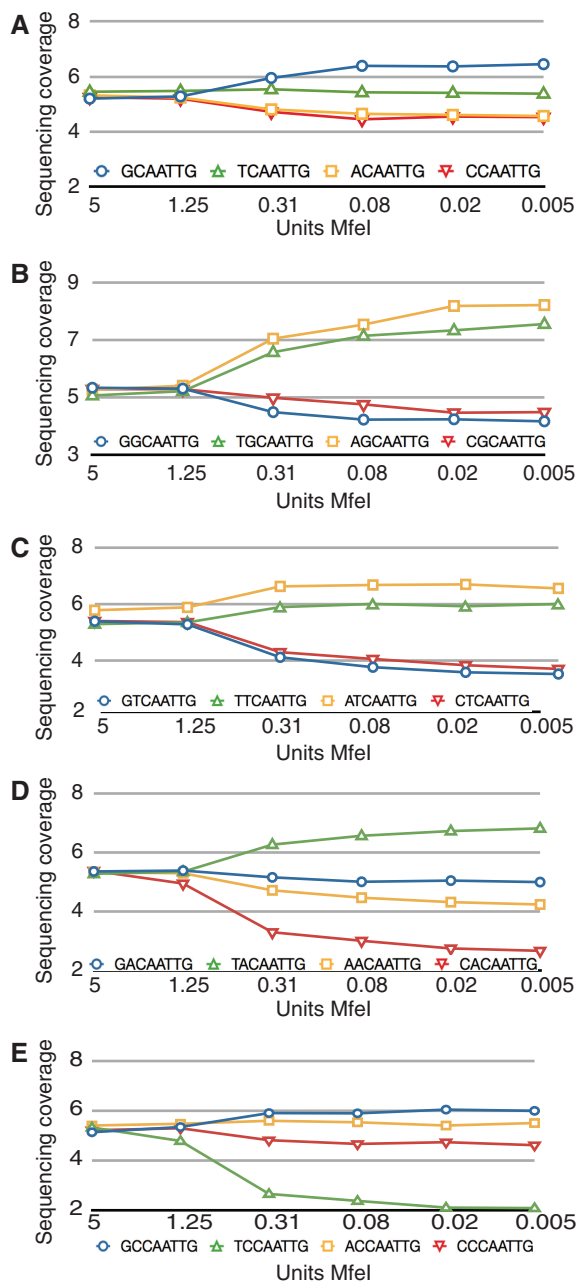 A
Sequencing coverage
8
6
4
2
GCAATTG TCAATTG ACAATTG CCAATTG
5 1.25 0.31 0.08 0.02 0.005
Units MfeI
B
Sequencing coverage
9
7
5
3
GGCAATTG TGCAATTG AGCAATTG CGCAATTG
5 1.25 0.31 0.08 0.02 0.005
Units MfeI
C
Sequencing coverage
8
6
4
2
GTCAATTG TTCAATTG ATCAATTG CTCAATTG
5 1.25 0.31 0.08 0.02 0.005
Units MfeI
D
Sequencing coverage
8
6
4
2
GACAATTG TACAATTG AACAATTG CACAATTG
5 1.25 0.31 0.08 0.02 0.005
Units MfeI
E
Sequencing coverage
8
6
4
2
5 1.25 0.31 0.08 0.02 0.005
GCCAATTG TCCAATTG ACCAATTG CCCAATTG
Units MfeI